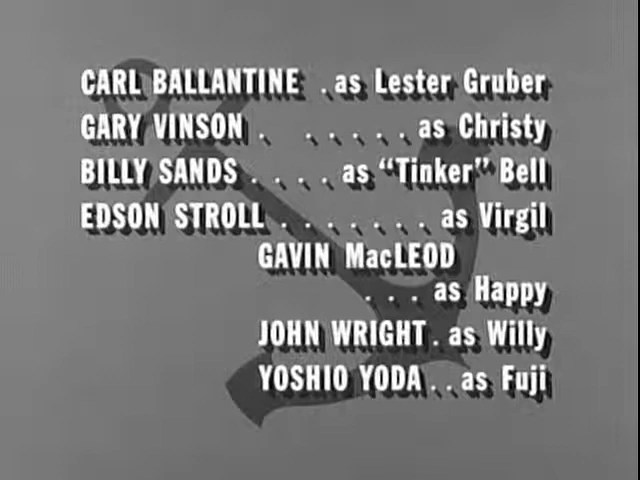 CARL BALLANTINE . as Lester Gruber
GARY VINSON . . . . . . as Christy
BILLY SANDS . . . . as "Tinker" Bell
EDSON STROLL . . . . . . . as Virgil
GAVIN MacLEOD
. . . as Happy
JOHN WRIGHT . as Willy
YOSHIO YODA . . as Fuji